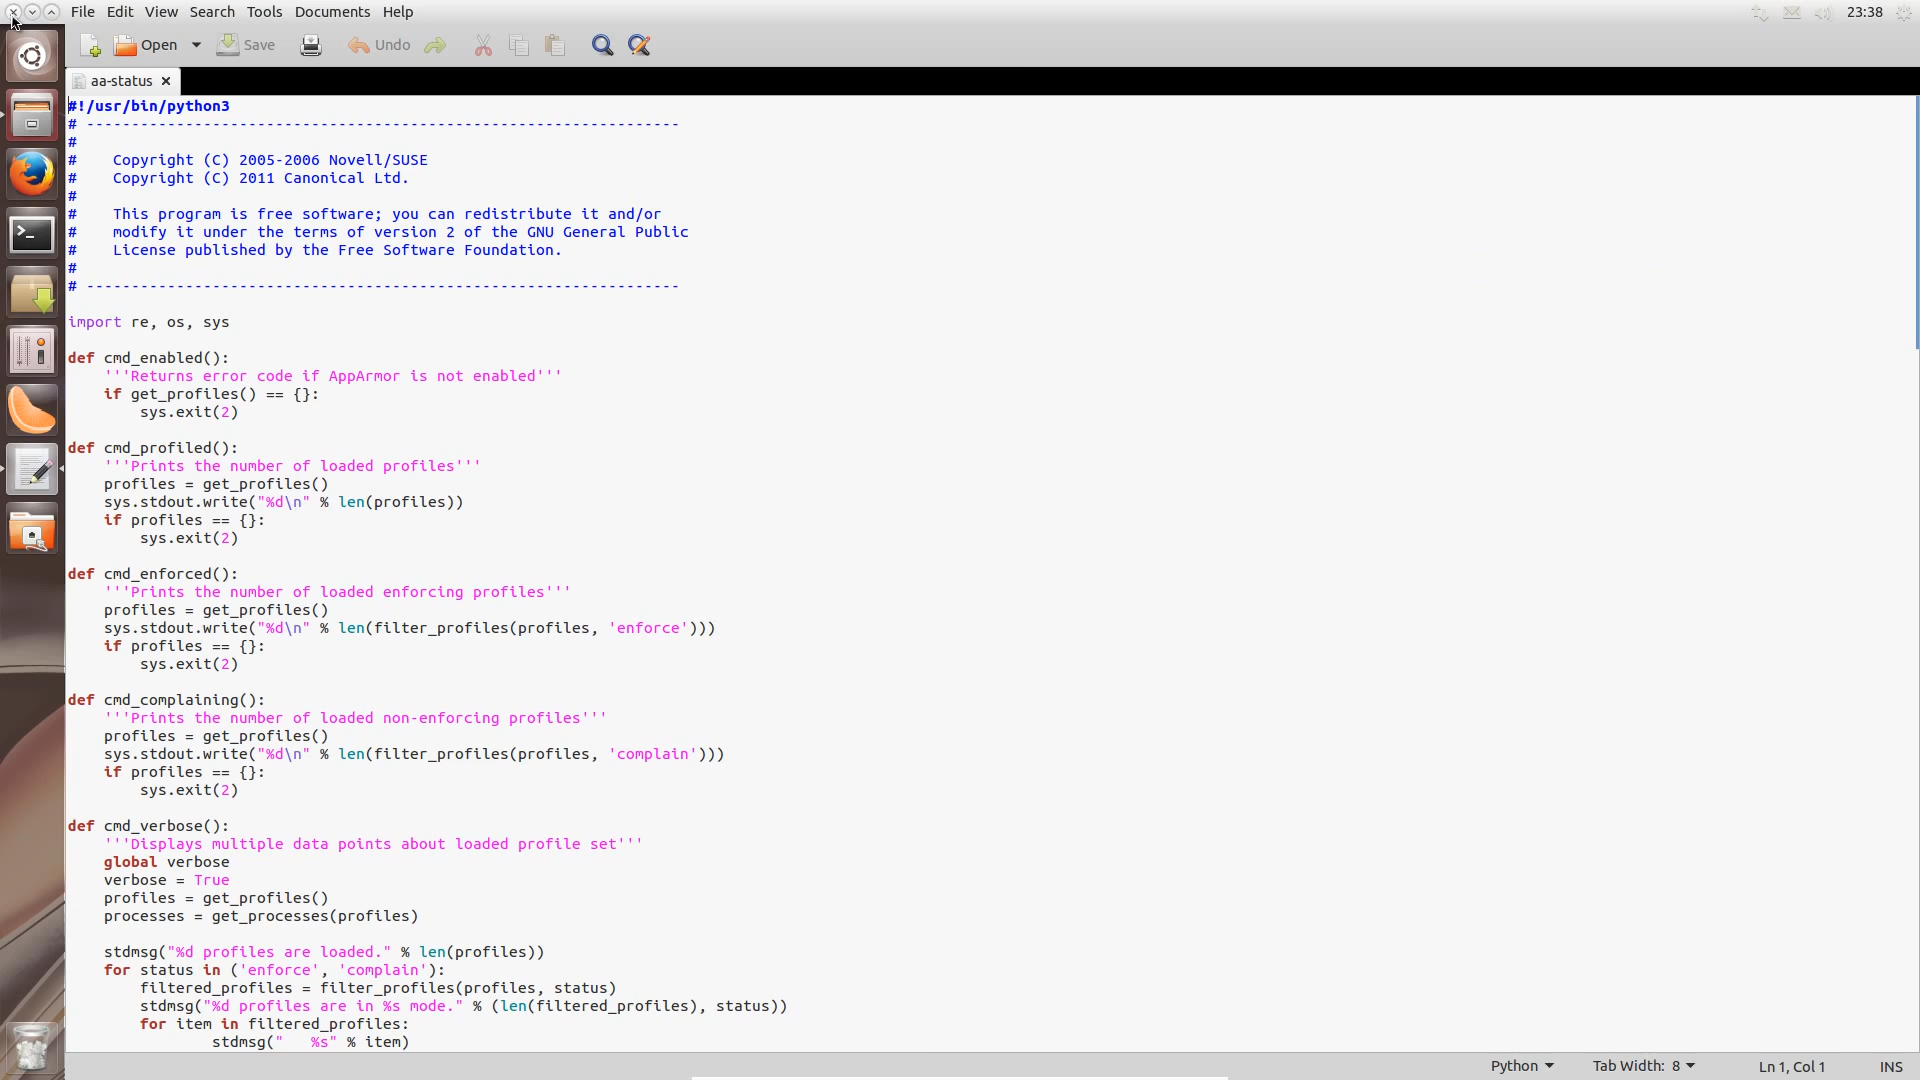 File Edit View Search Tools Documents Help 23:38
Open Save Undo
aa-status
#!/usr/bin/python3
# ------------------------------------------------------------------
#
#    Copyright (C) 2005-2006 Novell/SUSE
#    Copyright (C) 2011 Canonical Ltd.
#
#    This program is free software; you can redistribute it and/or
#    modify it under the terms of version 2 of the GNU General Public
#    License published by the Free Software Foundation.
#
# ------------------------------------------------------------------
import re, os, sys
def cmd_enabled():
    '''Returns error code if AppArmor is not enabled'''
    if get_profiles() == {}:
        sys.exit(2)
def cmd_profiled():
    '''Prints the number of loaded profiles'''
    profiles = get_profiles()
    sys.stdout.write("%d\n" % len(profiles))
    if profiles == {}:
        sys.exit(2)
def cmd_enforced():
    '''Prints the number of loaded enforcing profiles'''
    profiles = get_profiles()
    sys.stdout.write("%d\n" % len(filter_profiles(profiles, 'enforce')))
    if profiles == {}:
        sys.exit(2)
def cmd_complaining():
    '''Prints the number of loaded non-enforcing profiles'''
    profiles = get_profiles()
    sys.stdout.write("%d\n" % len(filter_profiles(profiles, 'complain')))
    if profiles == {}:
        sys.exit(2)
def cmd_verbose():
    '''Displays multiple data points about loaded profile set'''
    global verbose
    verbose = True
    profiles = get_profiles()
    processes = get_processes(profiles)
    stdmsg("%d profiles are loaded." % len(profiles))
    for status in ('enforce', 'complain'):
        filtered_profiles = filter_profiles(profiles, status)
        stdmsg("%d profiles are in %s mode." % (len(filtered_profiles), status))
        for item in filtered_profiles:
                stdmsg("   %s" % item)
Python Tab Width: 8 Ln 1, Col 1 INS